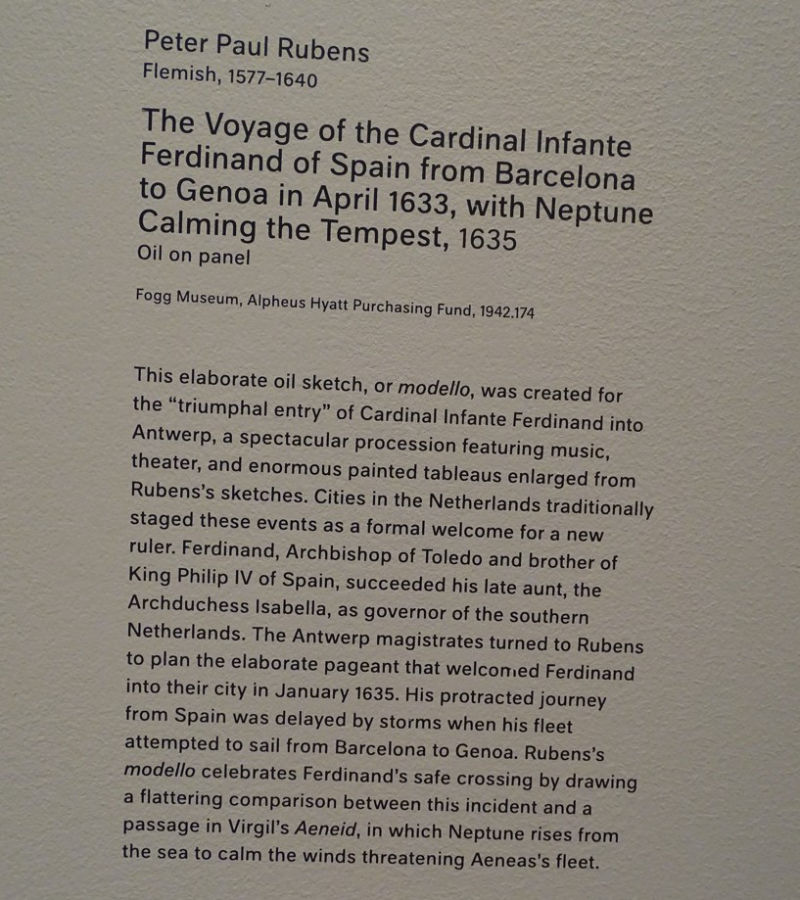 Peter Paul Rubens
Flemish, 1577–1640
The Voyage of the Cardinal Infante
Ferdinand of Spain from Barcelona
to Genoa in April 1633, with Neptune
Calming the Tempest, 1635
Oil on panel
Fogg Museum, Alpheus Hyatt Purchasing Fund, 1942.174
This elaborate oil sketch, or modello, was created for
the “triumphal entry” of Cardinal Infante Ferdinand into
Antwerp, a spectacular procession featuring music,
theater, and enormous painted tableaus enlarged from
Rubens’s sketches. Cities in the Netherlands traditionally
staged these events as a formal welcome for a new
ruler. Ferdinand, Archbishop of Toledo and brother of
King Philip IV of Spain, succeeded his late aunt, the
Archduchess Isabella, as governor of the southern
Netherlands. The Antwerp magistrates turned to Rubens
to plan the elaborate pageant that welcomed Ferdinand
into their city in January 1635. His protracted journey
from Spain was delayed by storms when his fleet
attempted to sail from Barcelona to Genoa. Rubens’s
modello celebrates Ferdinand’s safe crossing by drawing
a flattering comparison between this incident and a
passage in Virgil’s Aeneid, in which Neptune rises from
the sea to calm the winds threatening Aeneas’s fleet.